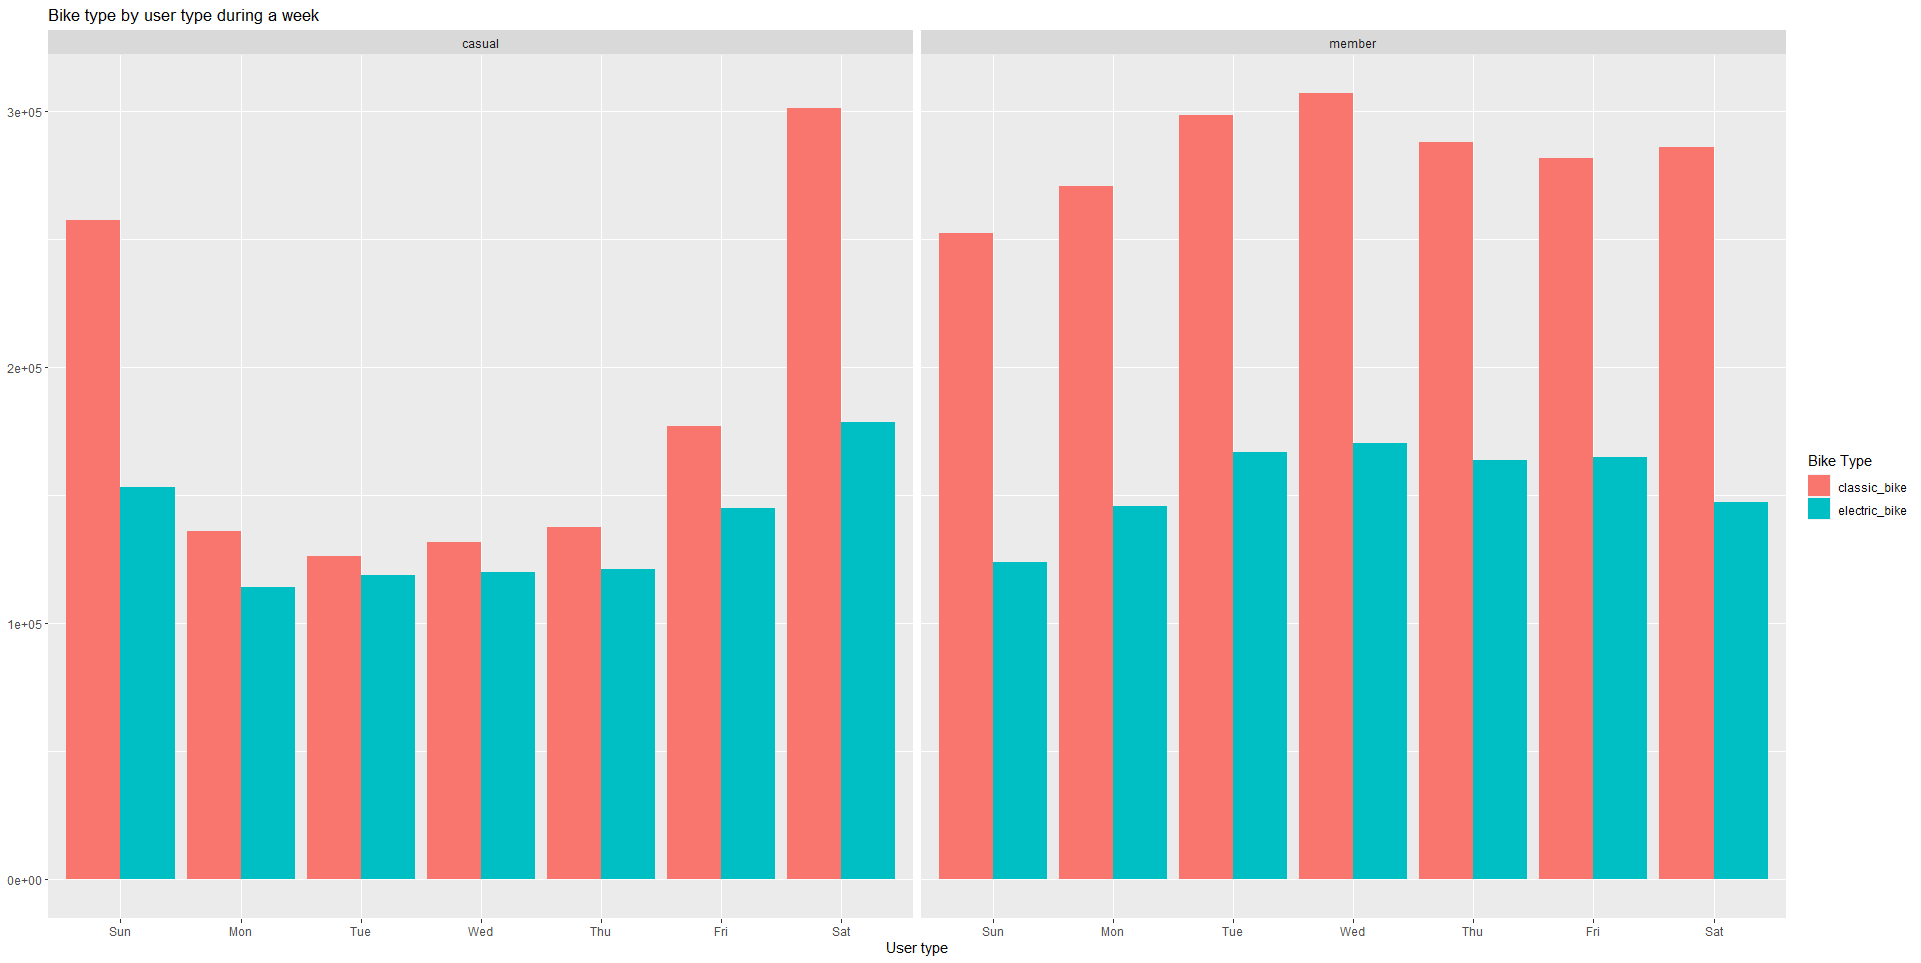 Bike type by user type during a week
casual
member
3e+05
2e+05
1e+05
0e+00
Sun Mon Tue Wed Thu Fri Sat
Sun Mon Tue Wed Thu Fri Sat
User type
Bike Type
classic_bike
electric_bike